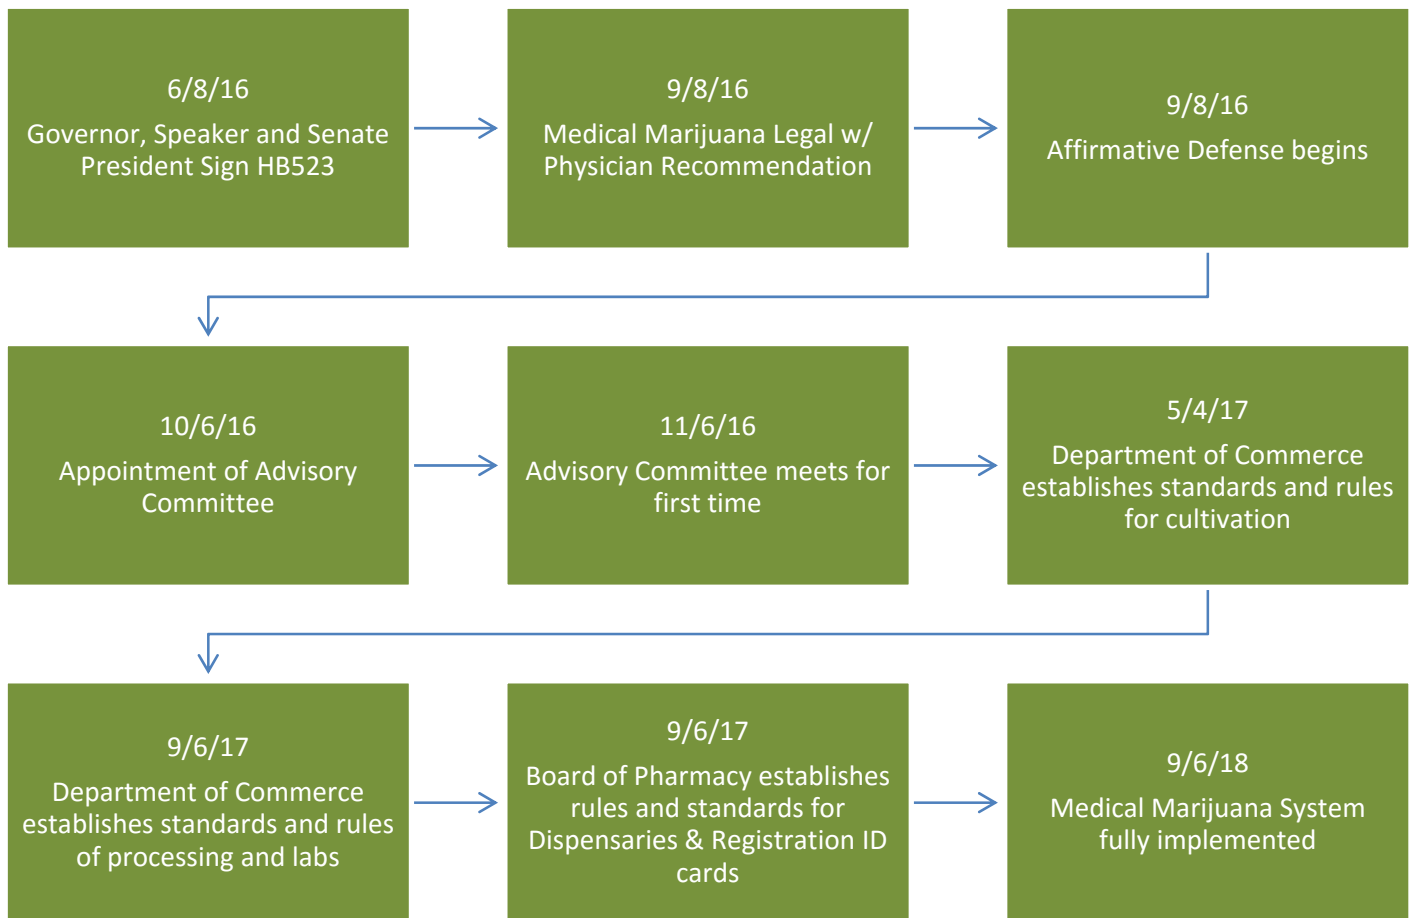 6/8/16
Governor, Speaker and Senate
President Sign HB523
9/8/16
Medical Marijuana Legal w/
Physician Recommendation
9/8/16
Affirmative Defense begins
10/6/16
Appointment of Advisory
Committee
11/6/16
Advisory Committee meets for
first time
5/4/17
Department of Commerce
establishes standards and rules
for cultivation
9/6/17
Department of Commerce
establishes standards and rules
of processing and labs
9/6/17
Board of Pharmacy establishes
rules and standards for
Dispensaries & Registration ID
cards
9/6/18
Medical Marijuana System
fully implemented